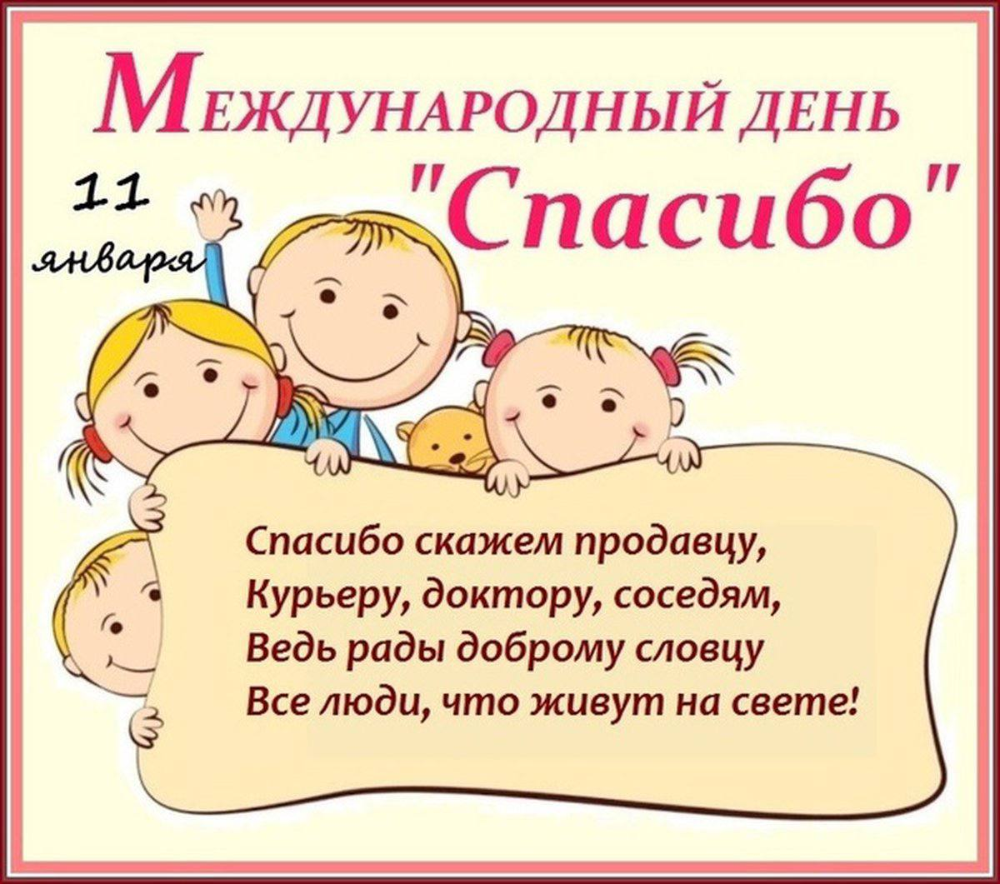 Международный день
"Спасибо"
11
января
Спасибо скажем продавцу,
Курьеру, доктору, соседям,
Ведь рады доброму словцу
Все люди, что живут на свете!